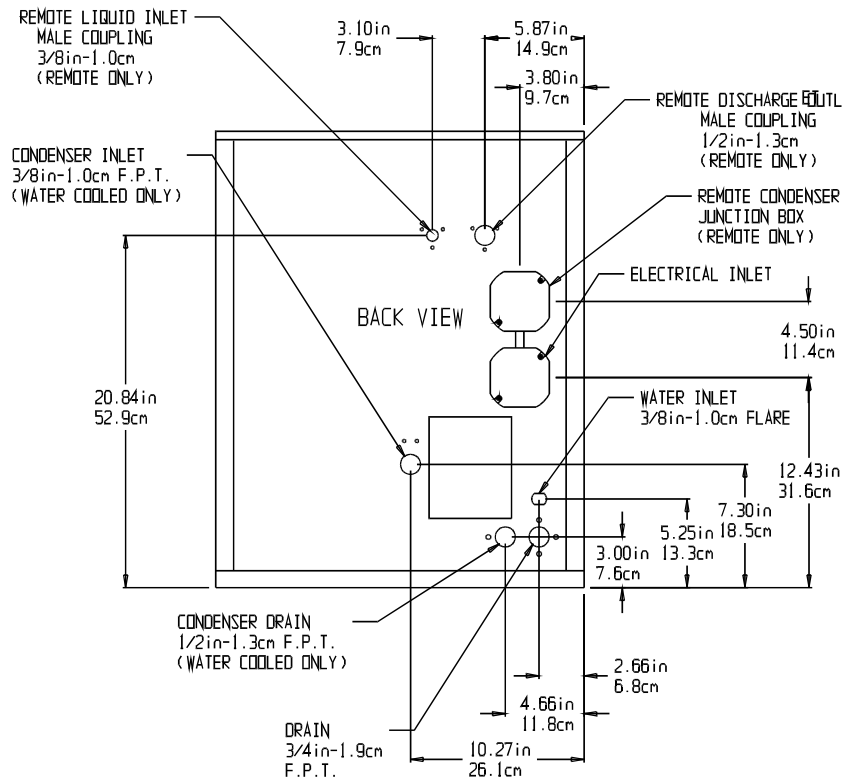 REMOTE LIQUID INLET
MALE COUPLING
3/8in-1.0cm
(REMOTE ONLY)
3.10in
7.9cm
5.87in
14.9cm
3.80in
9.7cm
REMOTE DISCHARGE OUTLET
MALE COUPLING
1/2in-1.3cm
(REMOTE ONLY)
CONDENSER INLET
3/8in-1.0cm F.P.T.
(WATER COOLED ONLY)
REMOTE CONDENSER
JUNCTION BOX
(REMOTE ONLY)
ELECTRICAL INLET
BACK VIEW
4.50in
11.4cm
20.84in
52.9cm
WATER INLET
3/8in-1.0cm FLARE
12.43in
31.6cm
7.30in
18.5cm
5.25in
13.3cm
3.00in
7.6cm
CONDENSER DRAIN
1/2in-1.3cm F.P.T.
(WATER COOLED ONLY)
2.66in
6.8cm
4.66in
11.8cm
DRAIN
3/4in-1.9cm
F.P.T.
10.27in
26.1cm